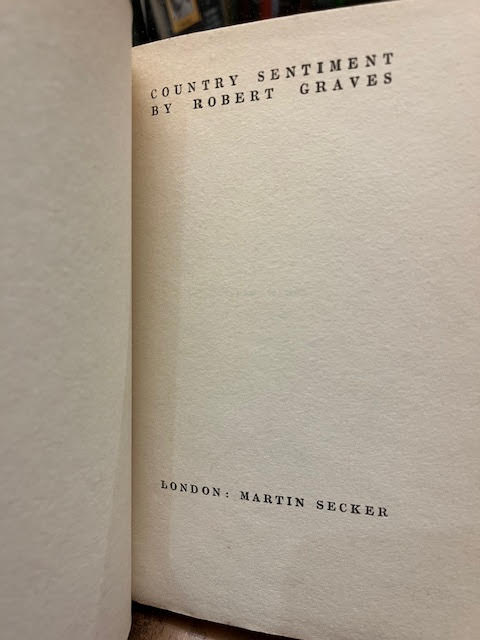 COUNTRY SENTIMENT
BY ROBERT GRAVES
LONDON: MARTIN SECKER